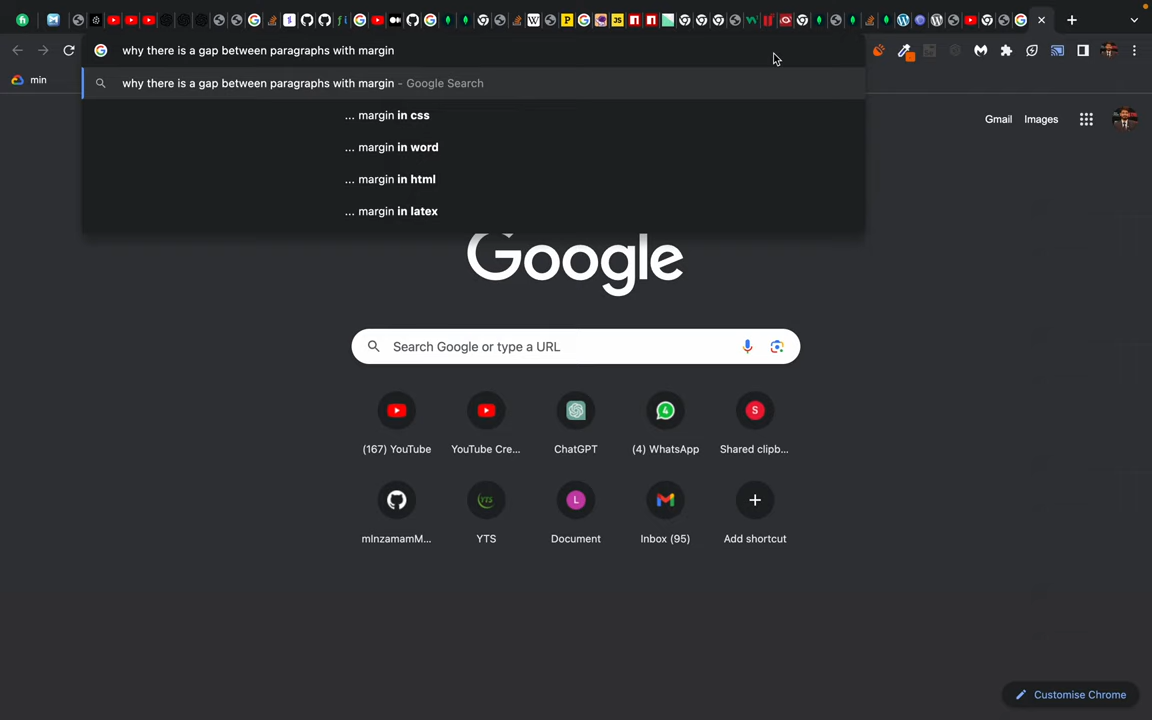 why there is a gap between paragraphs with margin
why there is a gap between paragraphs with margin - Google Search
min
... margin in css
... margin in word
... margin in html
... margin in latex
Gmail Images
Google
Search Google or type a URL
(167) YouTube YouTube Cre... ChatGPT (4) WhatsApp Shared clipb...
mInzamamM... YTS Document Inbox (95) Add shortcut
Customise Chrome